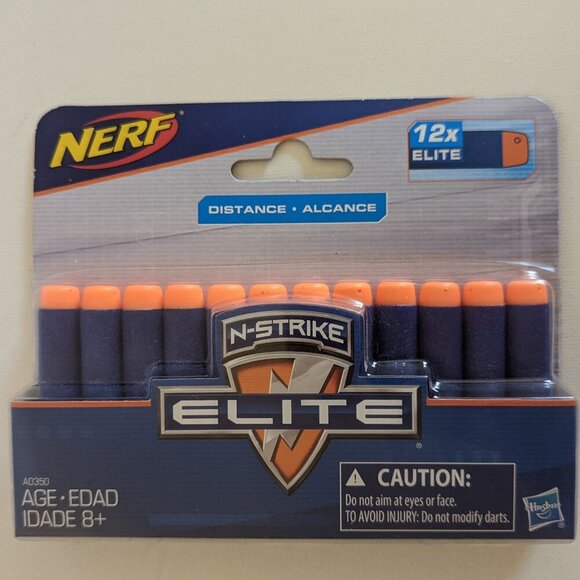 NERF
12x
ELITE
DISTANCE • ALCANCE
N-STRIKE
ELITE
A0350
AGE • EDAD
IDADE 8+
CAUTION:
Do not aim at eyes or face.
TO AVOID INJURY: Do not modify darts.
Hasbro